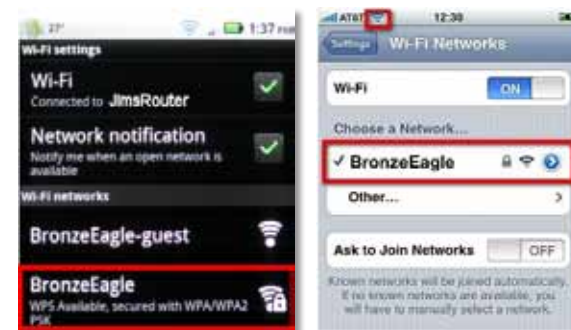 27°
1:37 PM
Wi-Fi settings
Wi-Fi
Connected to JimsRouter
Network notification
Notify me when an open network is
available
Wi-Fi networks
BronzeEagle-guest
BronzeEagle
WPS Available, secured with WPA/WPA2
PSK
AT&T
12:30
Settings
Wi-Fi Networks
Wi-Fi
ON
Choose a Network...
BronzeEagle
Other...
Ask to Join Networks
OFF
Known networks will be joined automatically.
If no known networks are available, you
will have to manually select a network.